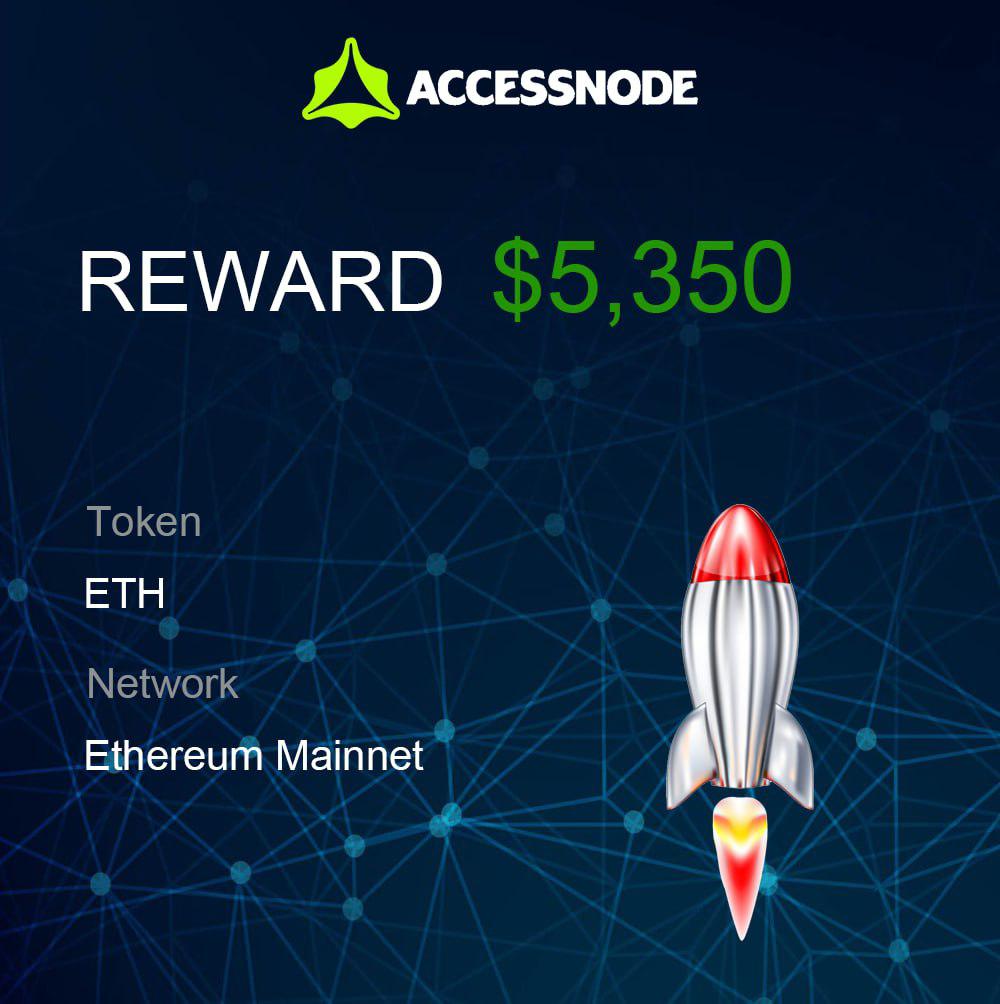 ACCESSNODE
REWARD $5,350
Token
ETH
Network
Ethereum Mainnet